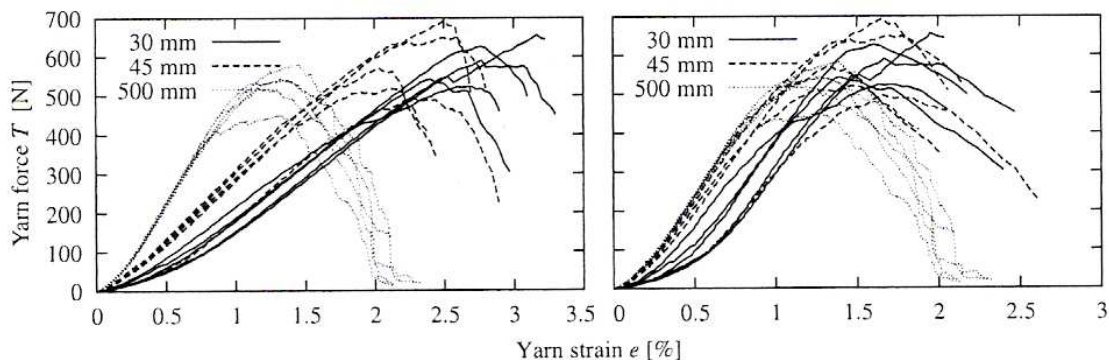 700
600
500
400
300
200
100
0
Yarn force T [N]
30 mm
45 mm
500 mm
0 0.5 1 1.5 2 2.5 3 3.5
30 mm
45 mm
500 mm
0 0.5 1 1.5 2 2.5 3
Yarn strain e [%]